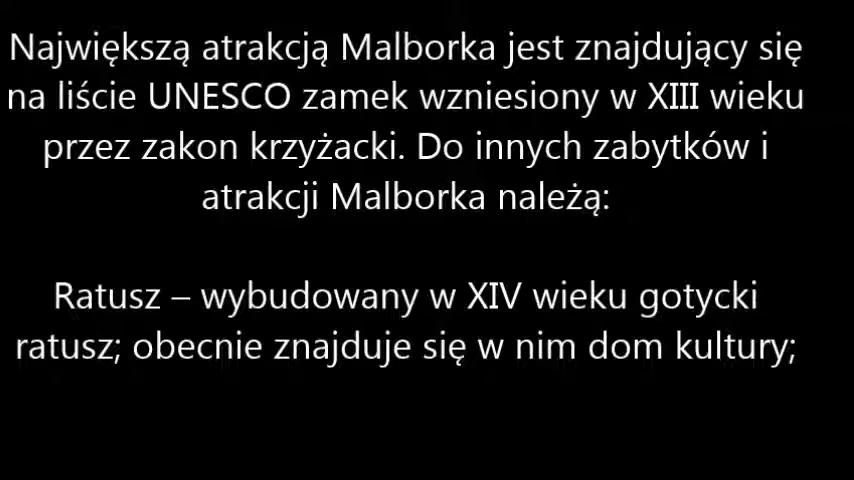 Największą atrakcją Malborka jest znajdujący się
na liście UNESCO zamek wzniesiony w XIII wieku
przez zakon krzyżacki. Do innych zabytków i
atrakcji Malborka należą:
Ratusz – wybudowany w XIV wieku gotycki
ratusz; obecnie znajduje się w nim dom kultury;